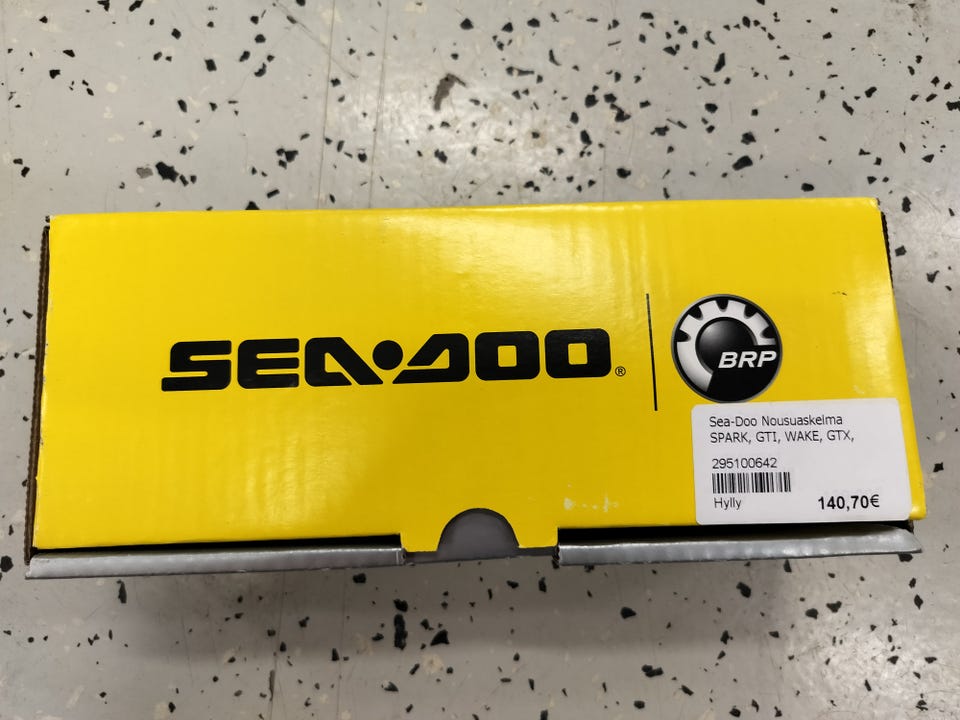 SEA•DOO®
BRP
Sea-Doo Nousuaskelma
SPARK, GTI, WAKE, GTX,
295100642
Hylly 140,70€